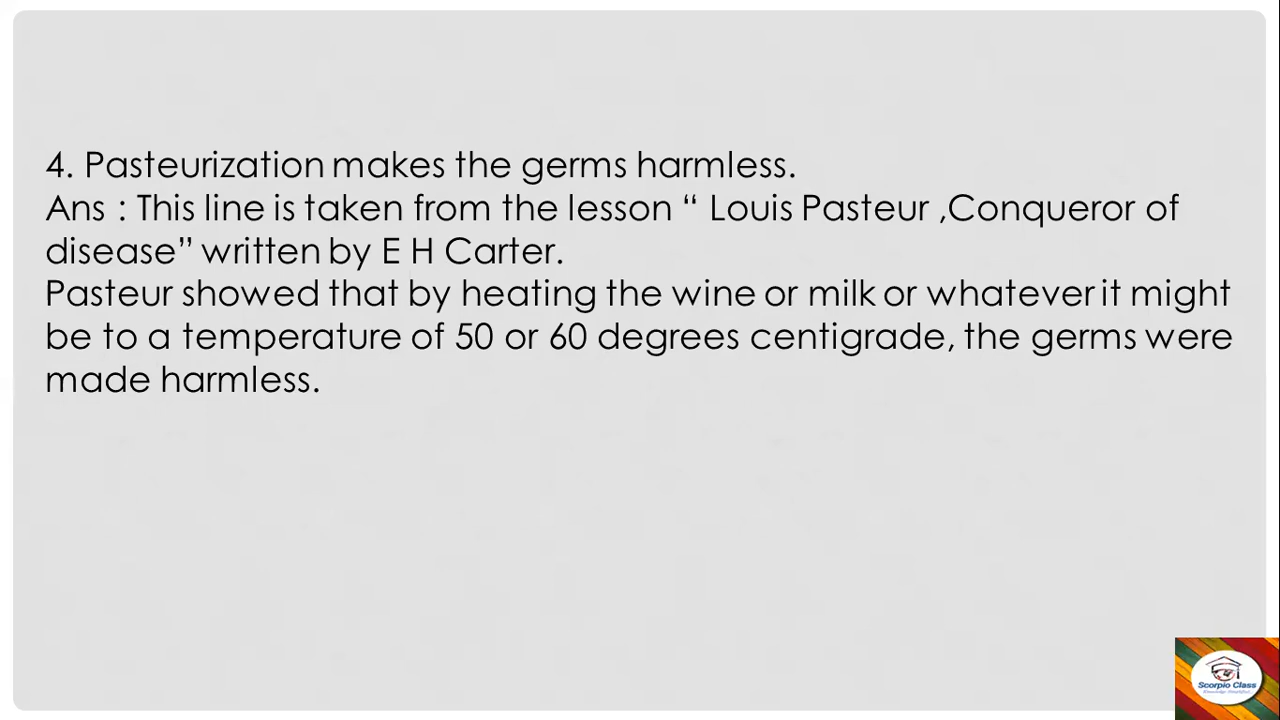 4. Pasteurization makes the germs harmless.
Ans : This line is taken from the lesson “ Louis Pasteur ,Conqueror of
disease” written by E H Carter.
Pasteur showed that by heating the wine or milk or whatever it might
be to a temperature of 50 or 60 degrees centigrade, the germs were
made harmless.
Scorpio Class